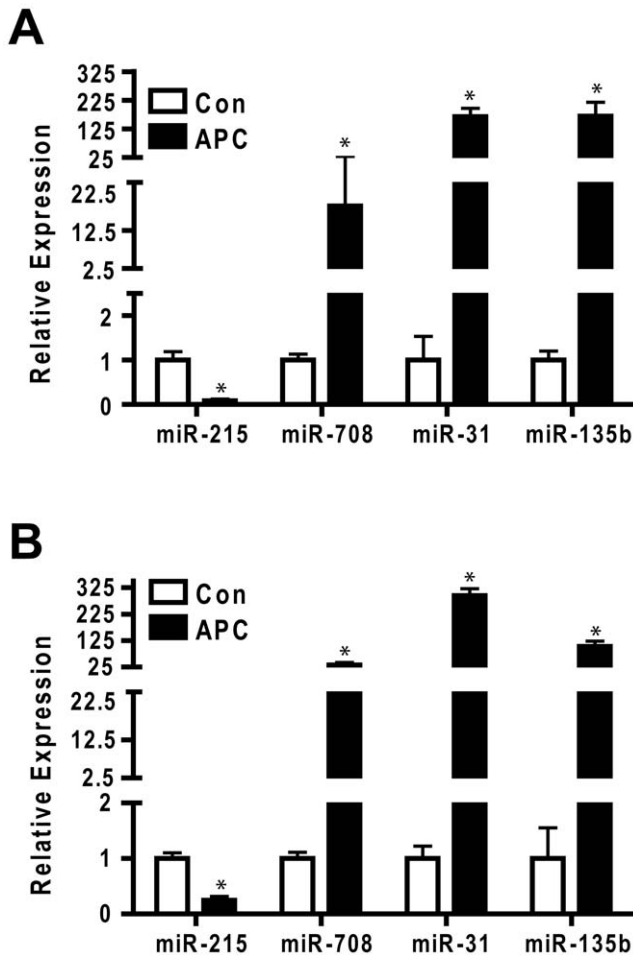 A
Relative Expression
325
225
125
25
22.5
12.5
2.5
2
1
0
Con
APC
*
*
*
*
miR-215
miR-708
miR-31
miR-135b
B
Relative Expression
325
225
125
25
22.5
12.5
2.5
2
1
0
Con
APC
*
*
*
*
miR-215
miR-708
miR-31
miR-135b